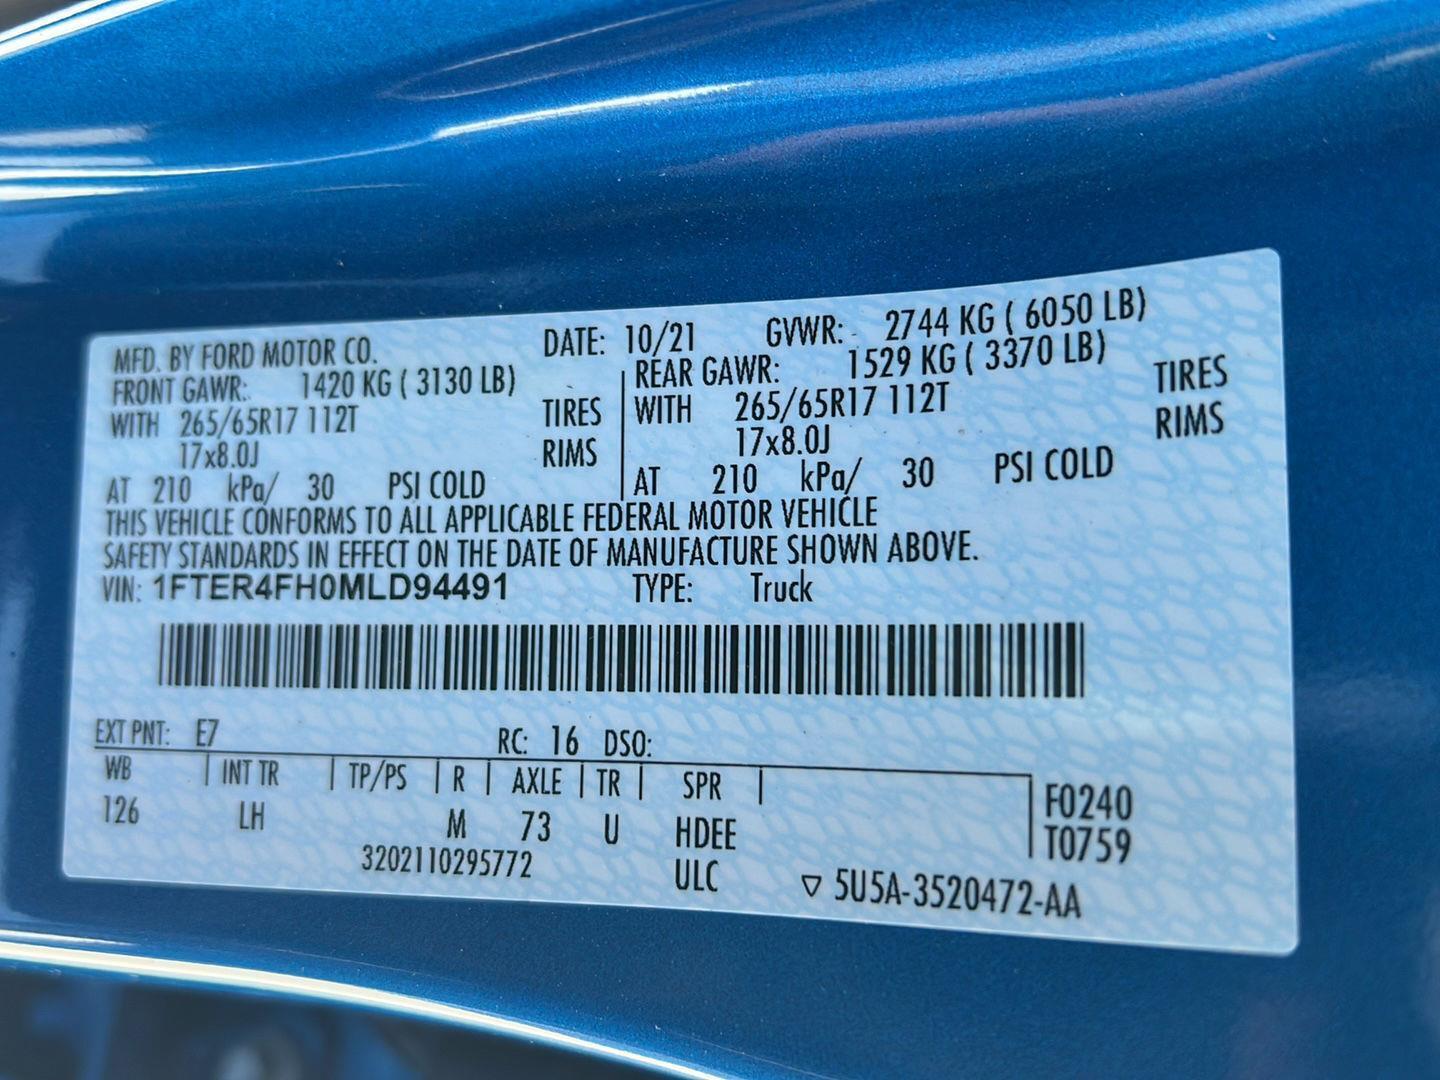 MFD. BY FORD MOTOR CO. DATE: 10/21 GVWR: 2744 KG ( 6050 LB)
FRONT GAWR: 1420 KG ( 3130 LB) REAR GAWR: 1529 KG ( 3370 LB)
WITH 265/65R17 112T TIRES WITH 265/65R17 112T TIRES
17x8.0J RIMS 17x8.0J RIMS
AT 210 kPa/ 30 PSI COLD AT 210 kPa/ 30 PSI COLD
THIS VEHICLE CONFORMS TO ALL APPLICABLE FEDERAL MOTOR VEHICLE
SAFETY STANDARDS IN EFFECT ON THE DATE OF MANUFACTURE SHOWN ABOVE.
VIN: 1FTER4FH0MLD94491 TYPE: Truck
EXT PNT: E7 RC: 16 DSO:
WB INT TR TP/PS R AXLE TR SPR
126 LH M 73 U HDEE F0240
T0759
3202110295772 ULC ▽ 5U5A-3520472-AA